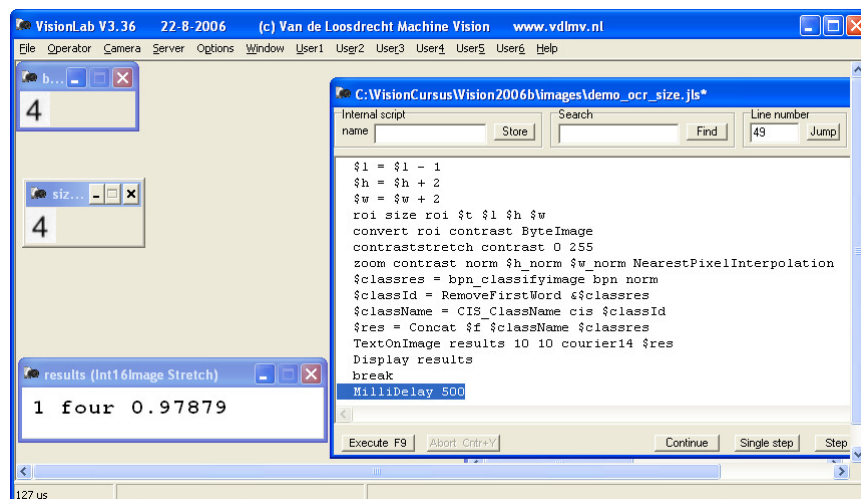 VisionLab V3.36 22-8-2006 (c) Van de Loosdrecht Machine Vision www.vdlmv.nl
File Operator Camera Server Options Window User1 User2 User3 User4 User5 User6 Help
b...
4
siz...
4
C:\VisionCursus\Vision2006b\images\demo_ocr_size.jls*
Internal script Search Line number
name Store Find 49 Jump
$l = $l - 1
$h = $h + 2
$w = $w + 2
roi size roi $t $l $h $w
convert roi contrast ByteImage
contraststretch contrast 0 255
zoom contrast norm $h_norm $w_norm NearestPixelInterpolation
$classres = bpn_classifyimage bpn norm
$classId = RemoveFirstWord &$classres
$className = CIS_ClassName cis $classId
$res = Concat $f $className $classres
TextOnImage results 10 10 courier14 $res
Display results
break
MilliDelay 500
Execute F9 Abort Cntr+Y Continue Single step Step
results (Int16Image Stretch)
1 four 0.97879
127 us